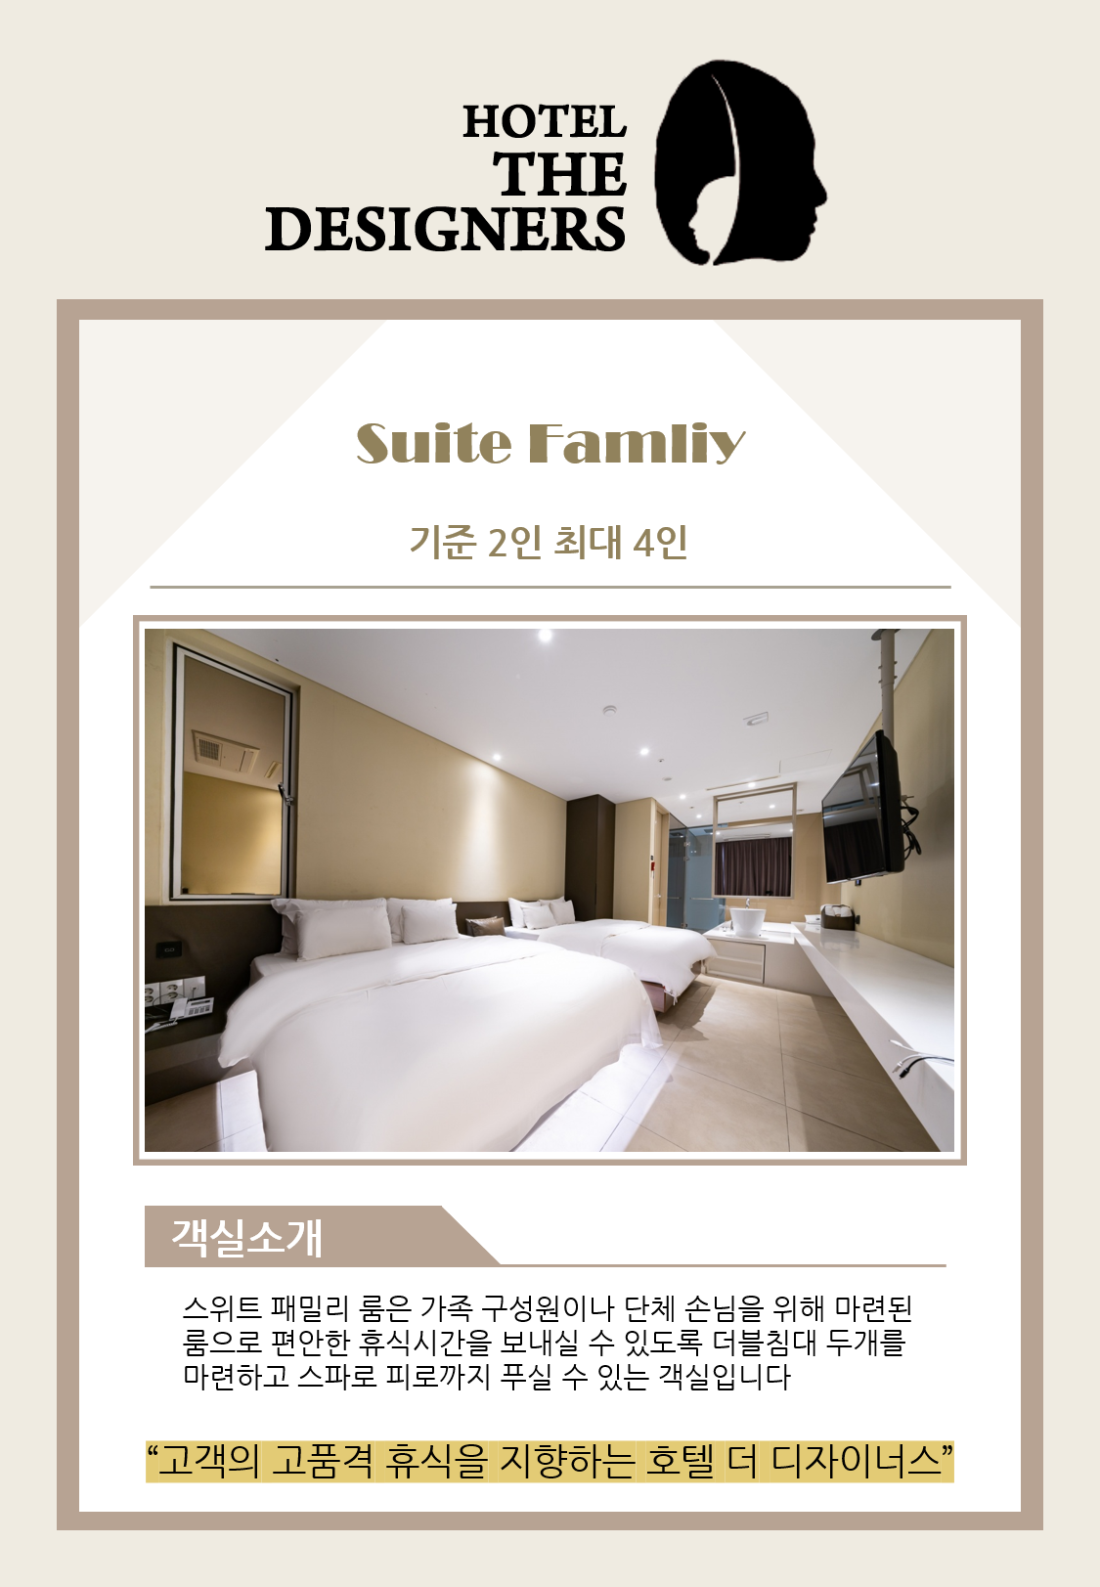 HOTEL
THE
DESIGNERS
Suite Famliy
기준 2인 최대 4인
객실소개
스위트 패밀리 룸은 가족 구성원이나 단체 손님을 위해 마련된
룸으로 편안한 휴식시간을 보내실 수 있도록 더블침대 두개를
마련하고 스파로 피로까지 푸실 수 있는 객실입니다
“고객의 고품격 휴식을 지향하는 호텔 더 디자이너스”